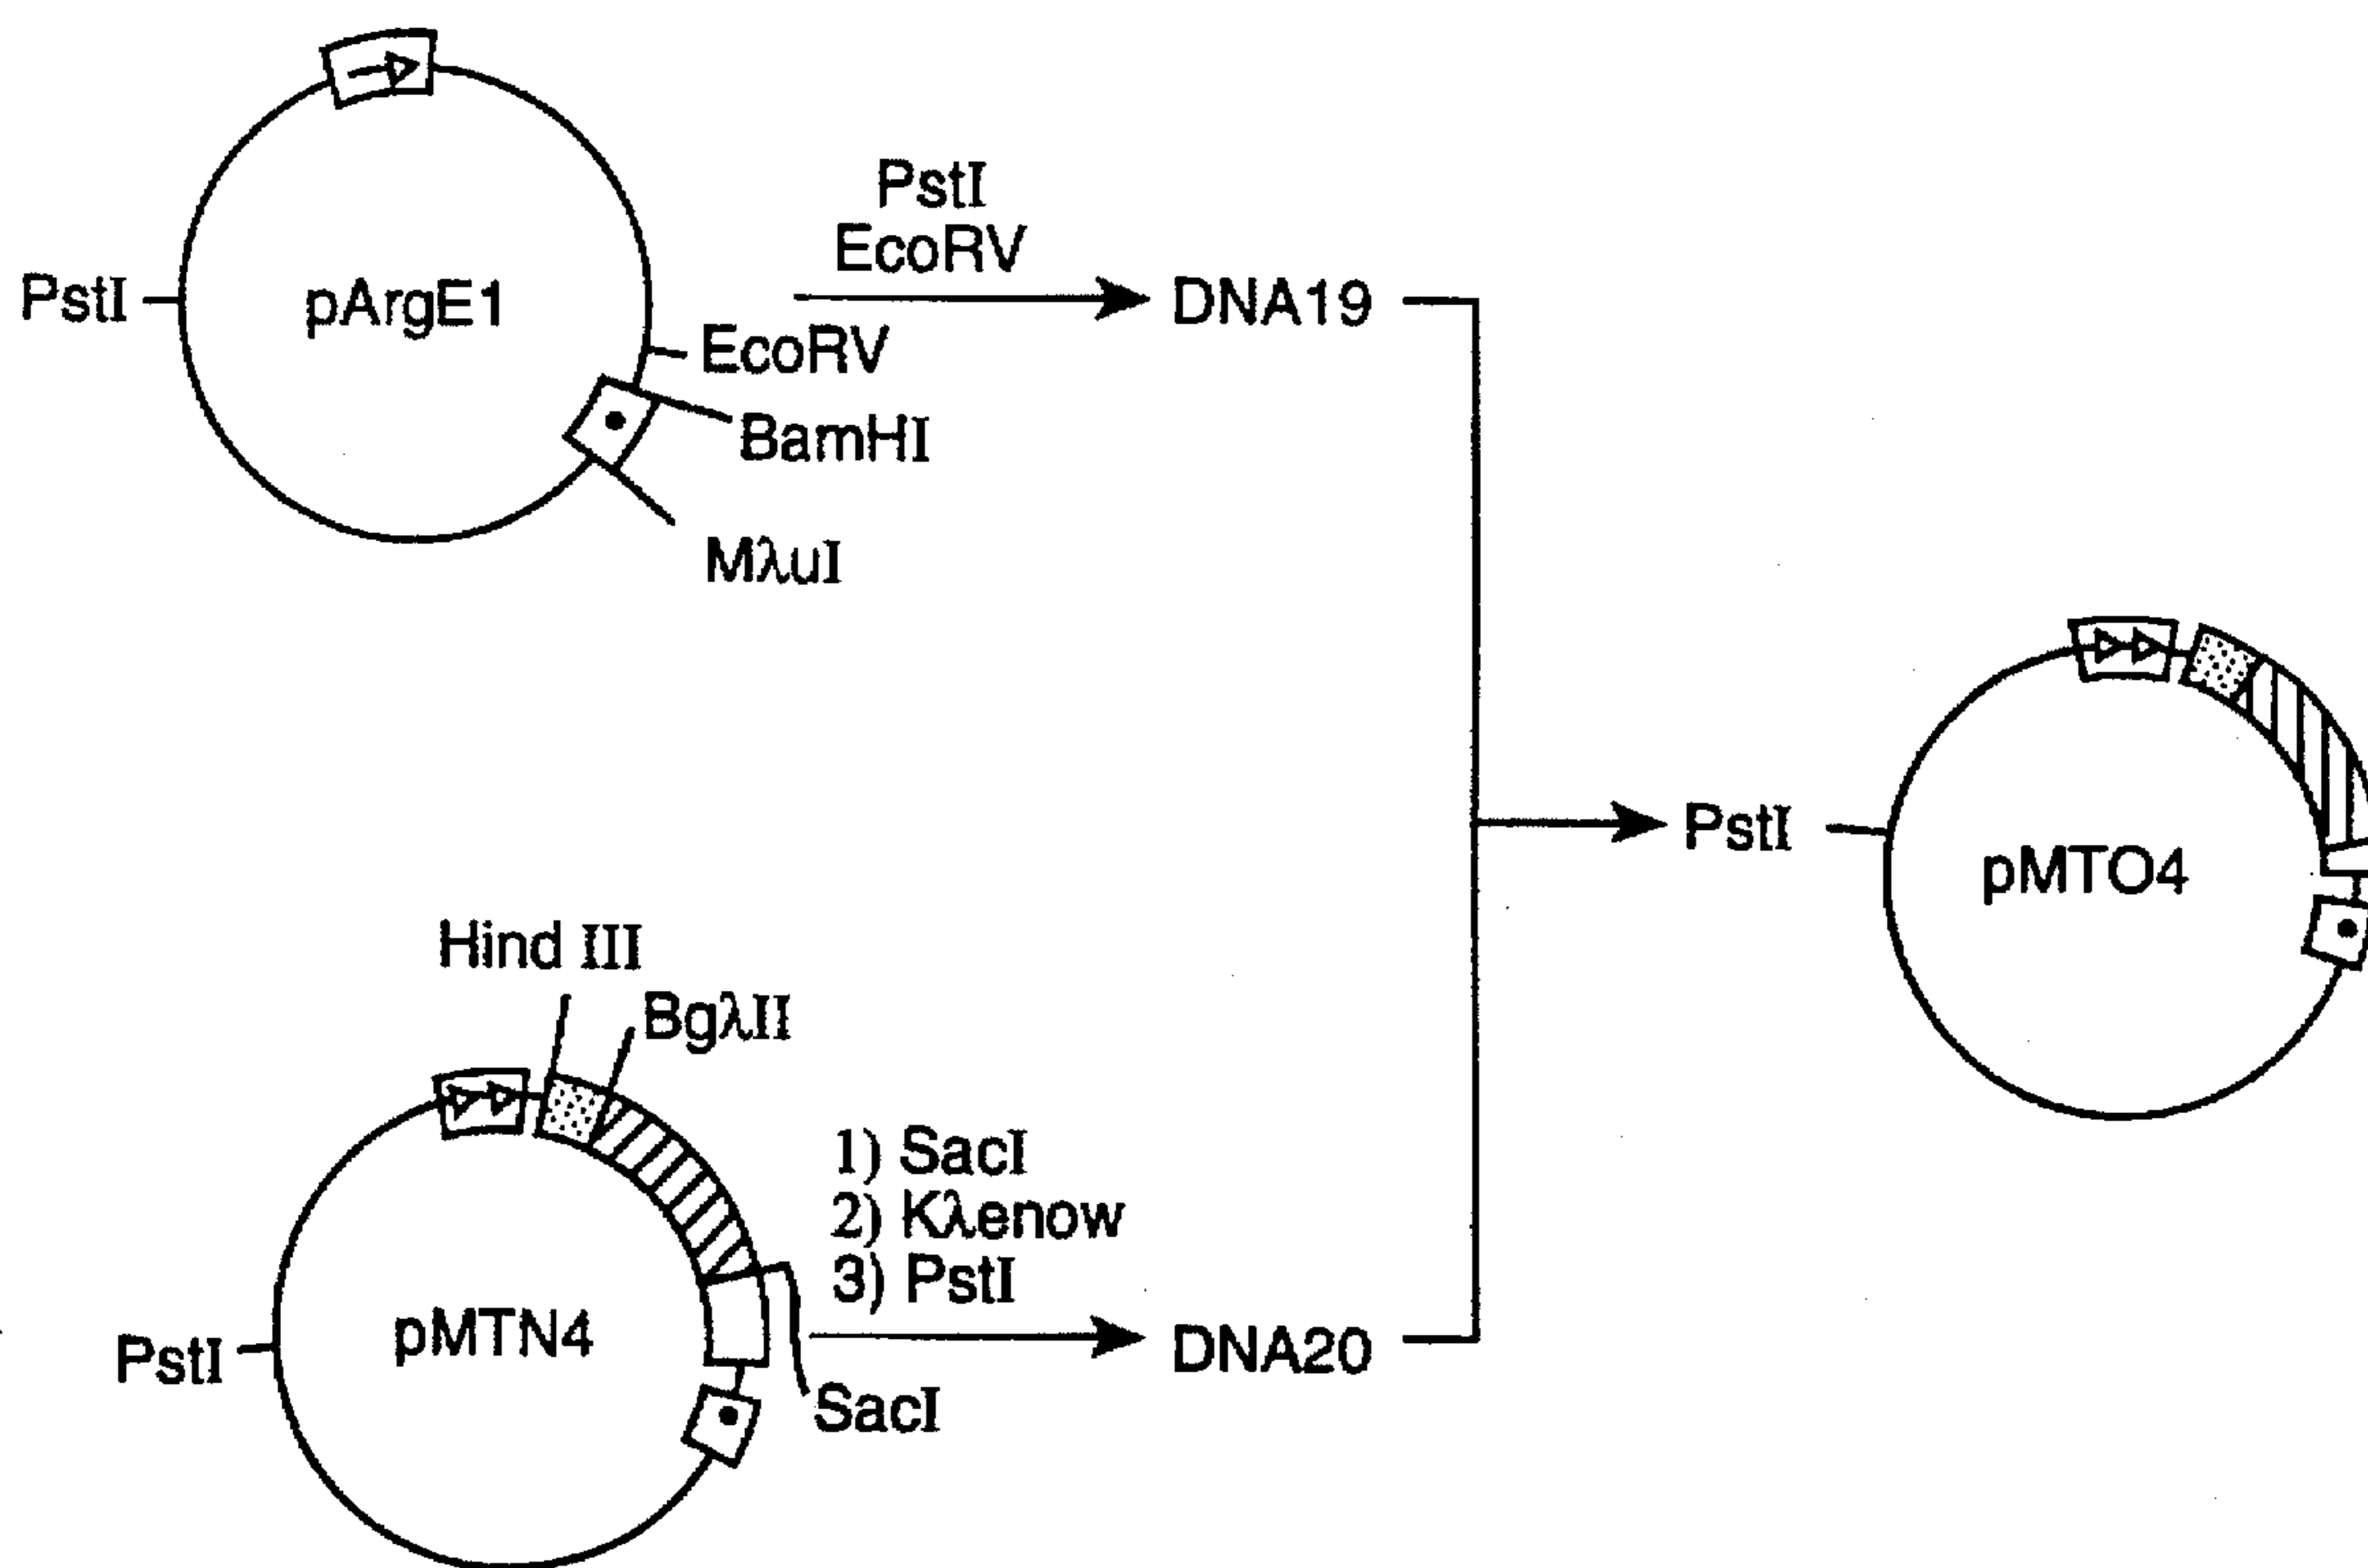 PstI
EcoRV
PstI
pArgE1
DNA19
EcoRV
BamHI
MλuI
PstI
pMTO4
Hind III
BgλII
1) SacI
2) Kλenow
3) PstI
PstI
pMTN4
DNA20
SacI